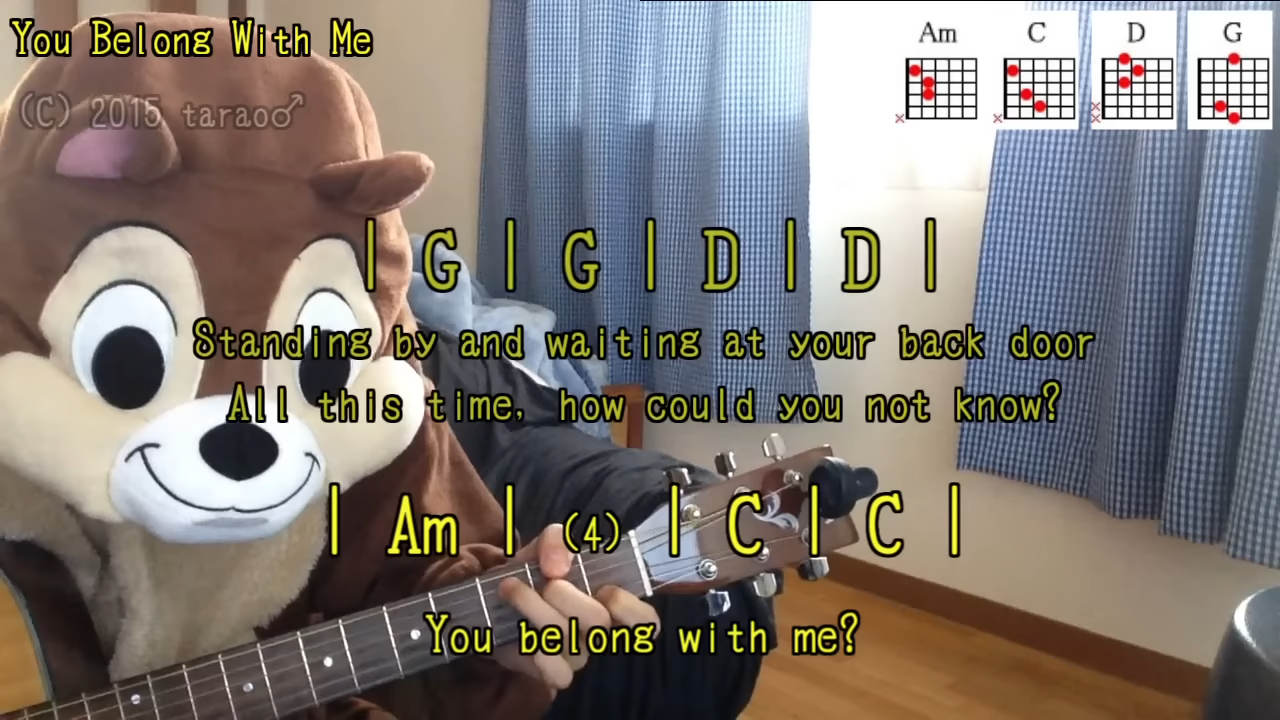 You Belong With Me
(C) 2015 tarao♂
Am C D G
| G | G | D | D |
Standing by and waiting at your back door
All this time, how could you not know?
| Am | (4) | C | C |
You belong with me?